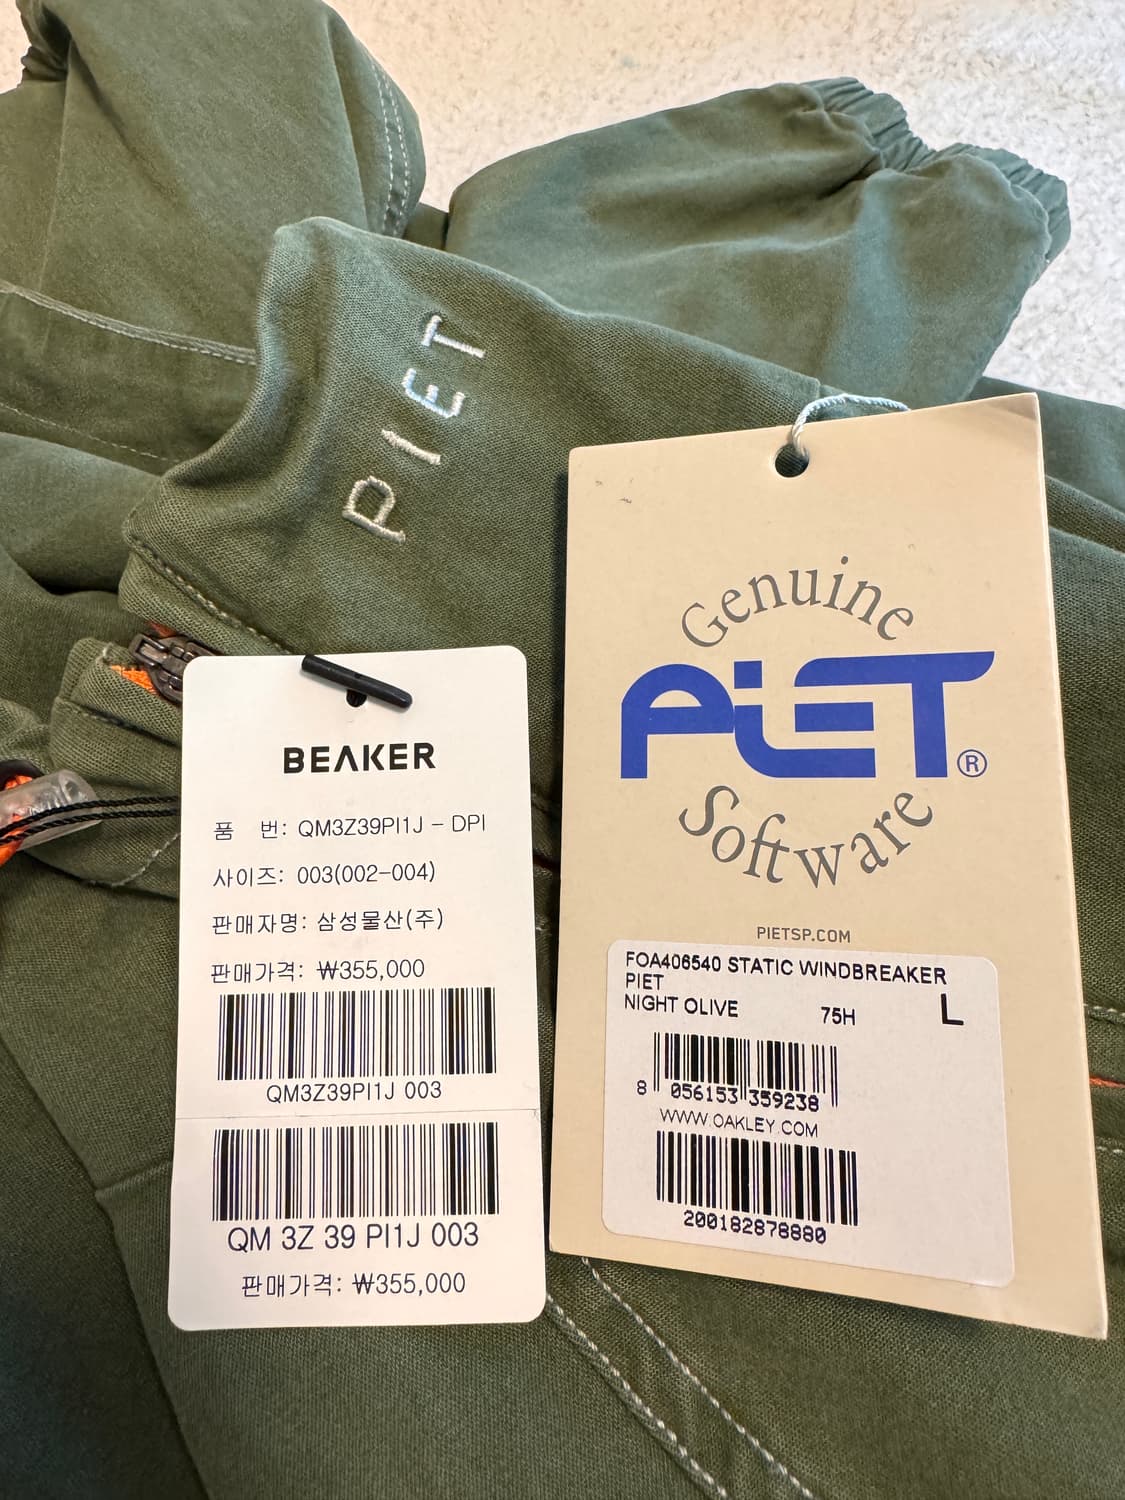 PIET
BEAKER
품 번: QM3Z39PI1J - DPI
사이즈: 003(002-004)
판매자명: 삼성물산(주)
판매가격: ₩355,000
QM3Z39PI1J 003
QM 3Z 39 PI1J 003
판매가격: ₩355,000
Genuine
PiET®
Software
PIETSP.COM
FOA406540 STATIC WINDBREAKER
PIET
NIGHT OLIVE 75H L
8 056153 359238
WWW.OAKLEY.COM
200182878880